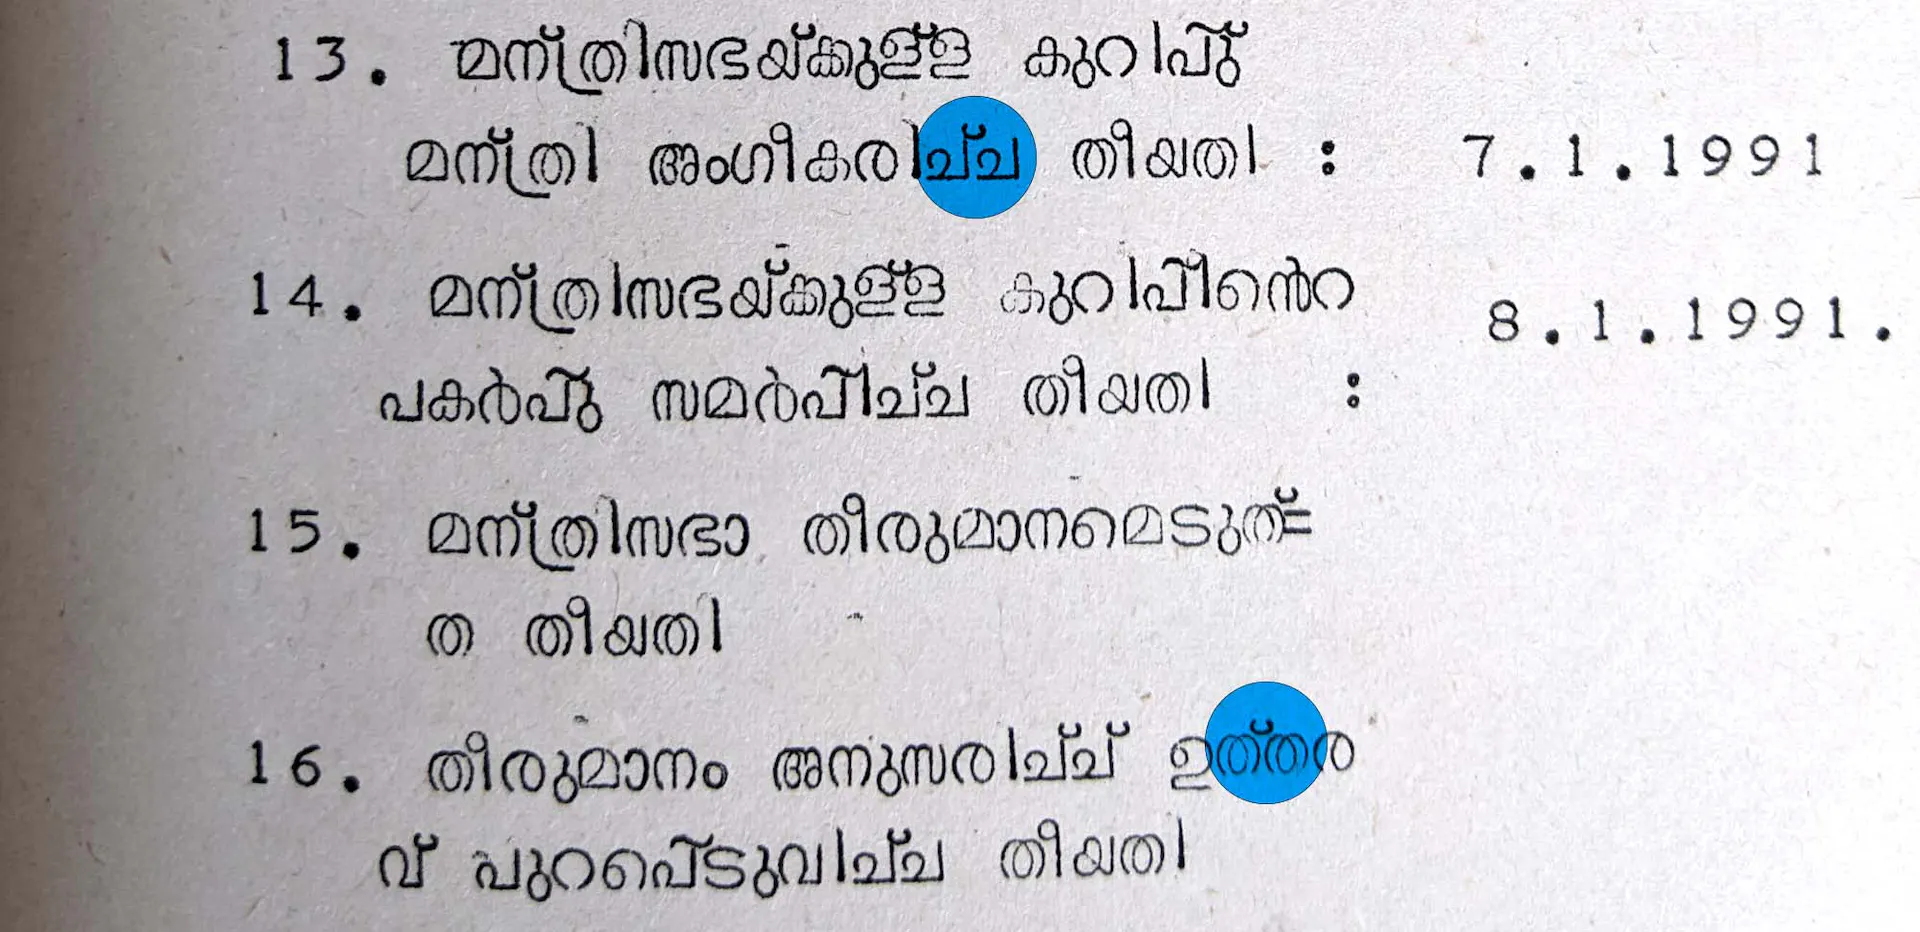 13. മന്ത്രിസഭയ്ക്കുള്ള കുറിപ്പ്
മന്ത്രി അംഗീകരിച്ച തീയതി : 7.1.1991
14. മന്ത്രിസഭയ്ക്കുള്ള കുറിപ്പിൻെറ 8.1.1991.
പകർപ്പു സമർപ്പിച്ച തീയതി :
15. മന്ത്രിസഭാ തീരുമാനമെടുത്=
ത തീയതി
16. തീരുമാനം അനുസരിച്ച് ഉത്തര
വ് പുറപ്പെടുവിച്ച തീയതി